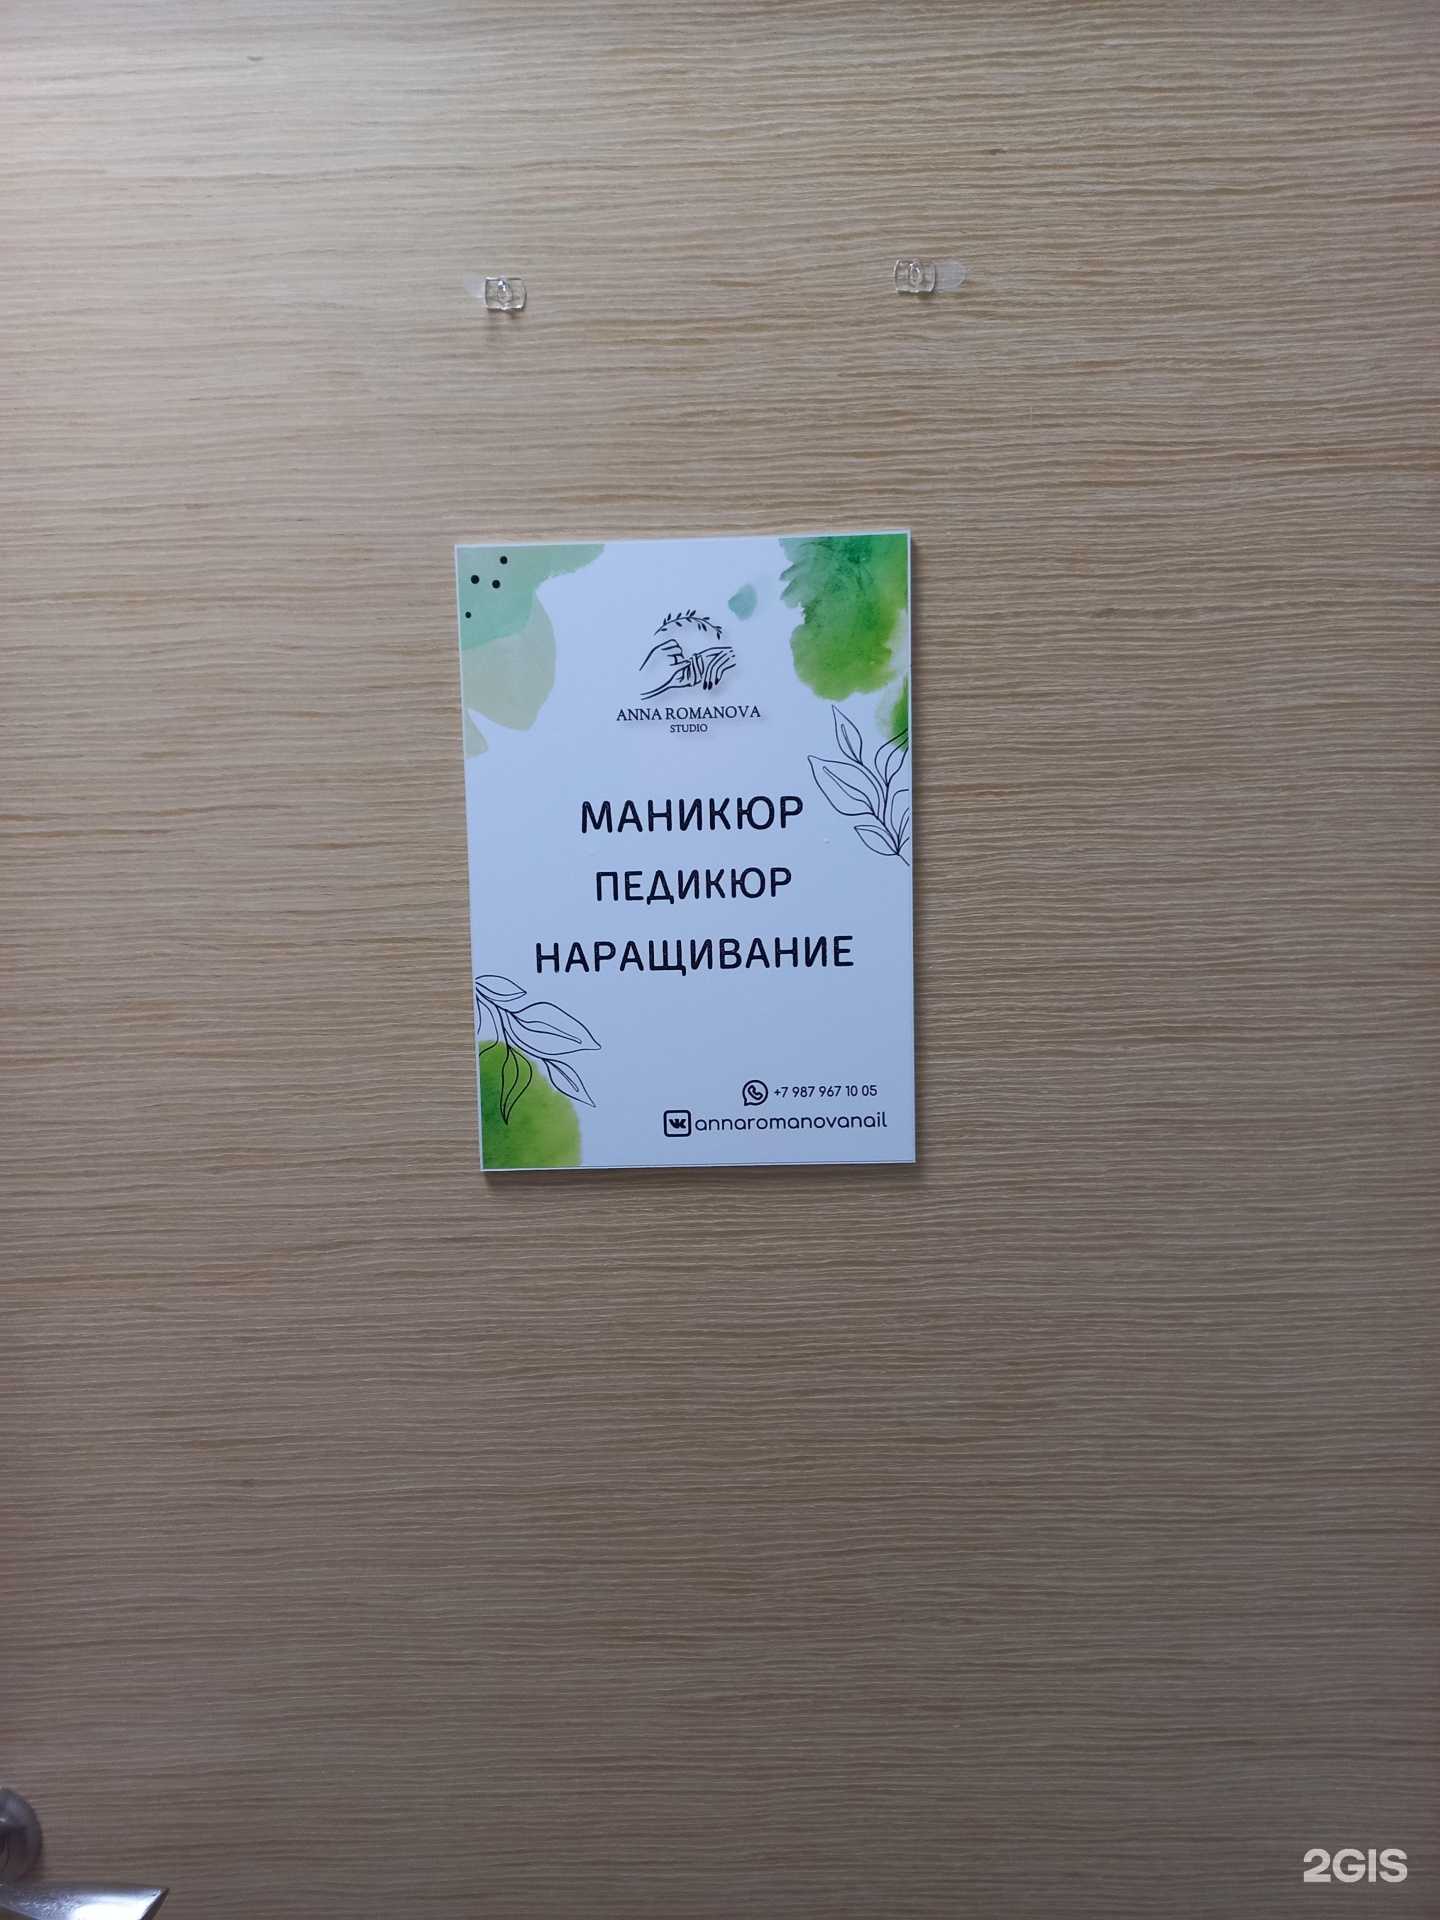 ANNA ROMANOVA
STUDIO
МАНИКЮР
ПЕДИКЮР
НАРАЩИВАНИЕ
+7 987 967 10 05
annaromanovanail
2GIS